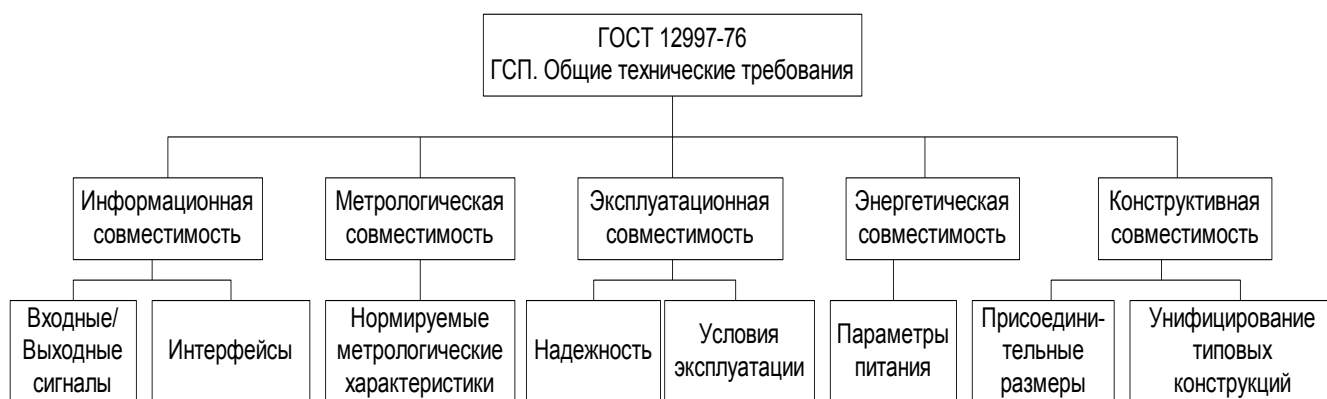 ГОСТ 12997-76
ГСП. Общие технические требования
Информационная
совместимость
Метрологическая
совместимость
Эксплуатационная
совместимость
Энергетическая
совместимость
Конструктивная
совместимость
Входные/
Выходные
сигналы
Интерфейсы
Нормируемые
метрологические
характеристики
Надежность
Условия
эксплуатации
Параметры
питания
Присоедини-
тельные
размеры
Унифицирование
типовых
конструкций